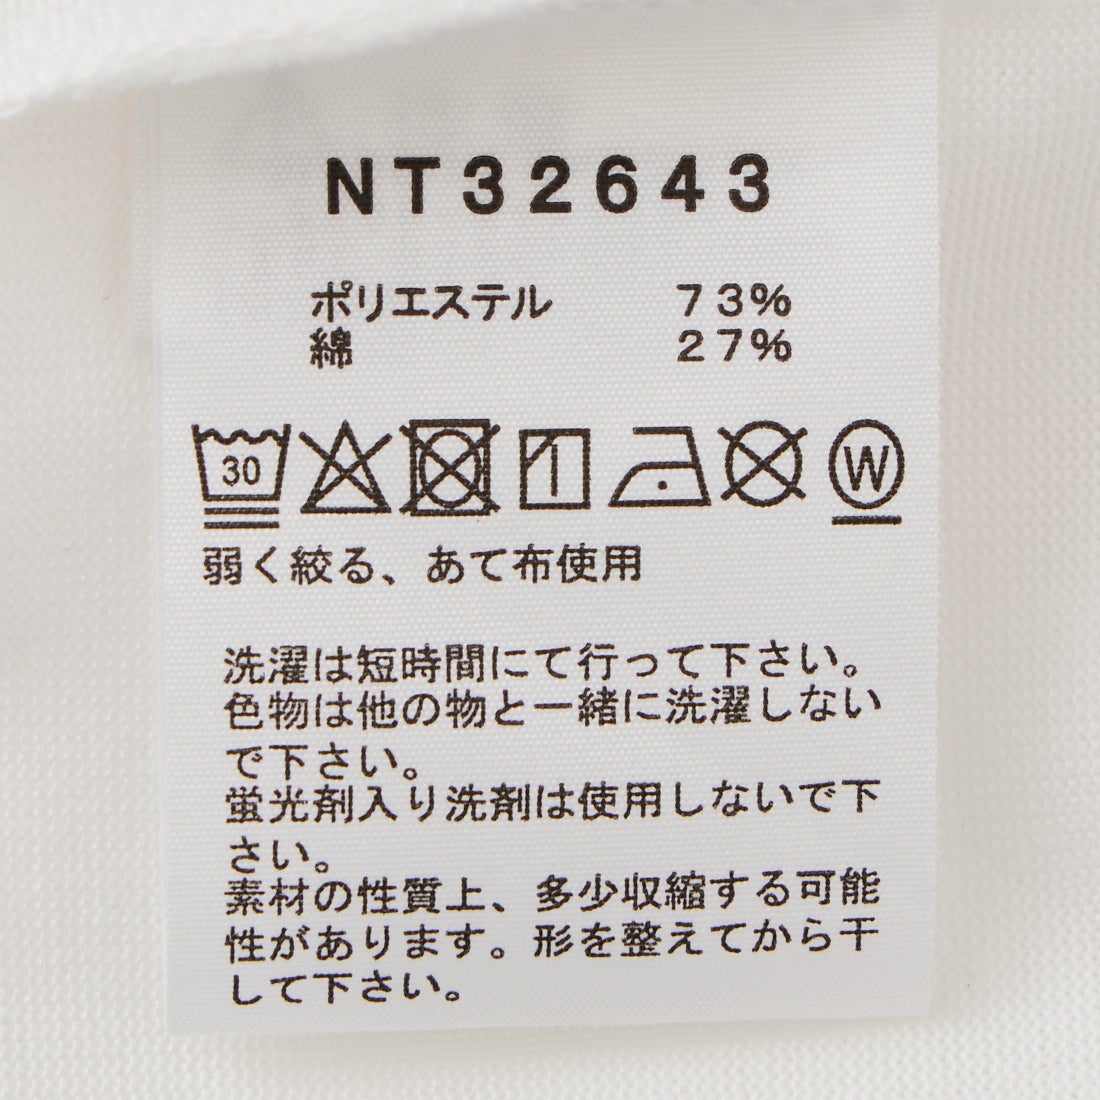 NT32643
ポリエステル 73%
綿 27%
30 W
弱く絞る、あて布使用
洗濯は短時間にて行って下さい。
色物は他の物と一緒に洗濯しない
で下さい。
蛍光剤入り洗剤は使用しないで下
さい。
素材の性質上、多少収縮する可能
性があります。形を整えてから干
して下さい。